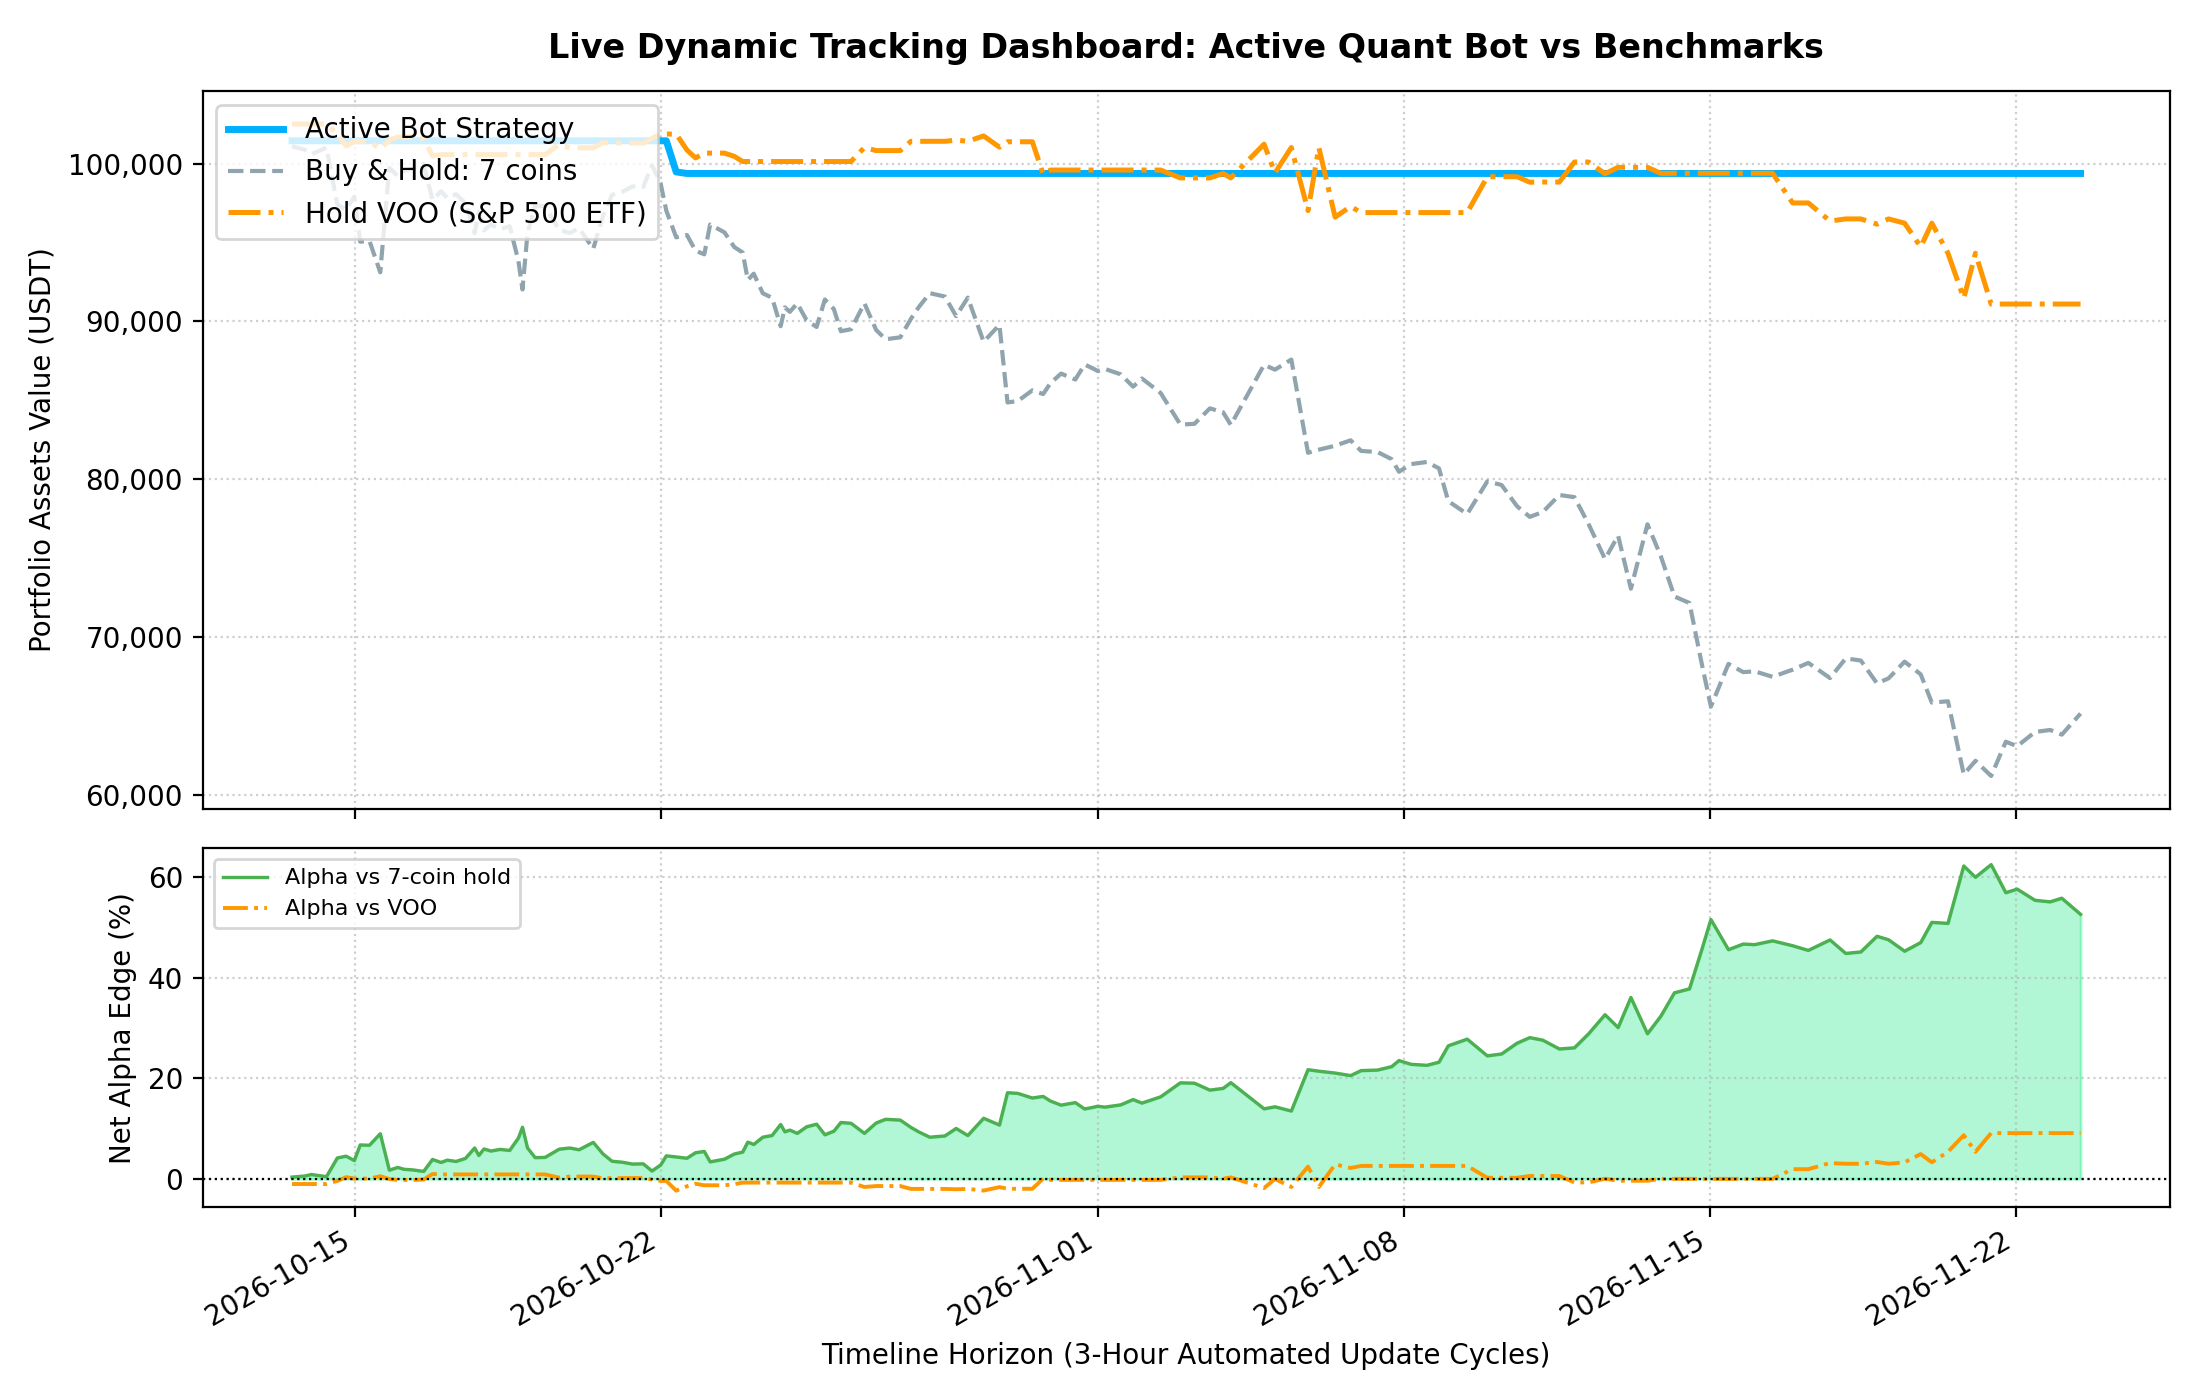 Live Dynamic Tracking Dashboard: Active Quant Bot vs Benchmarks
Active Bot Strategy
Buy & Hold: 7 coins
Hold VOO (S&P 500 ETF)
Portfolio Assets Value (USDT)
100,000
90,000
80,000
70,000
60,000
Alpha vs 7-coin hold
Alpha vs VOO
Net Alpha Edge (%)
60
40
20
0
2026-10-15
2026-10-22
2026-11-01
2026-11-08
2026-11-15
2026-11-22
Timeline Horizon (3-Hour Automated Update Cycles)